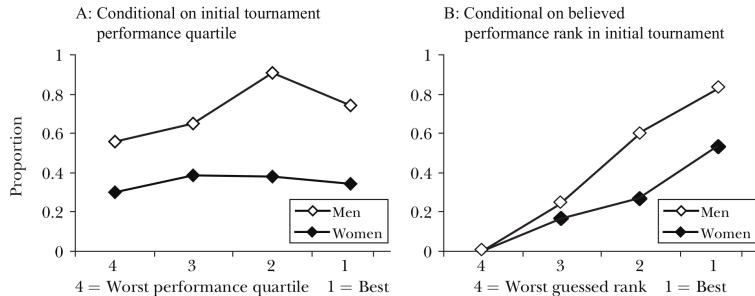 A: Conditional on initial tournament
performance quartile
Proportion
1
0.8
0.6
0.4
0.2
0
4 3 2 1
Men
Women
4 = Worst performance quartile 1 = Best
B: Conditional on believed
performance rank in initial tournament
1
0.8
0.6
0.4
0.2
0
4 3 2 1
Men
Women
4 = Worst guessed rank 1 = Best